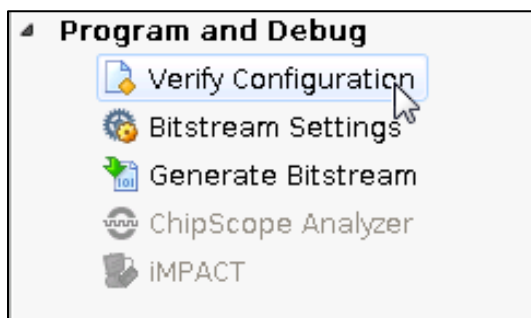 Program and Debug
Verify Configuration
Bitstream Settings
Generate Bitstream
ChipScope Analyzer
iMPACT